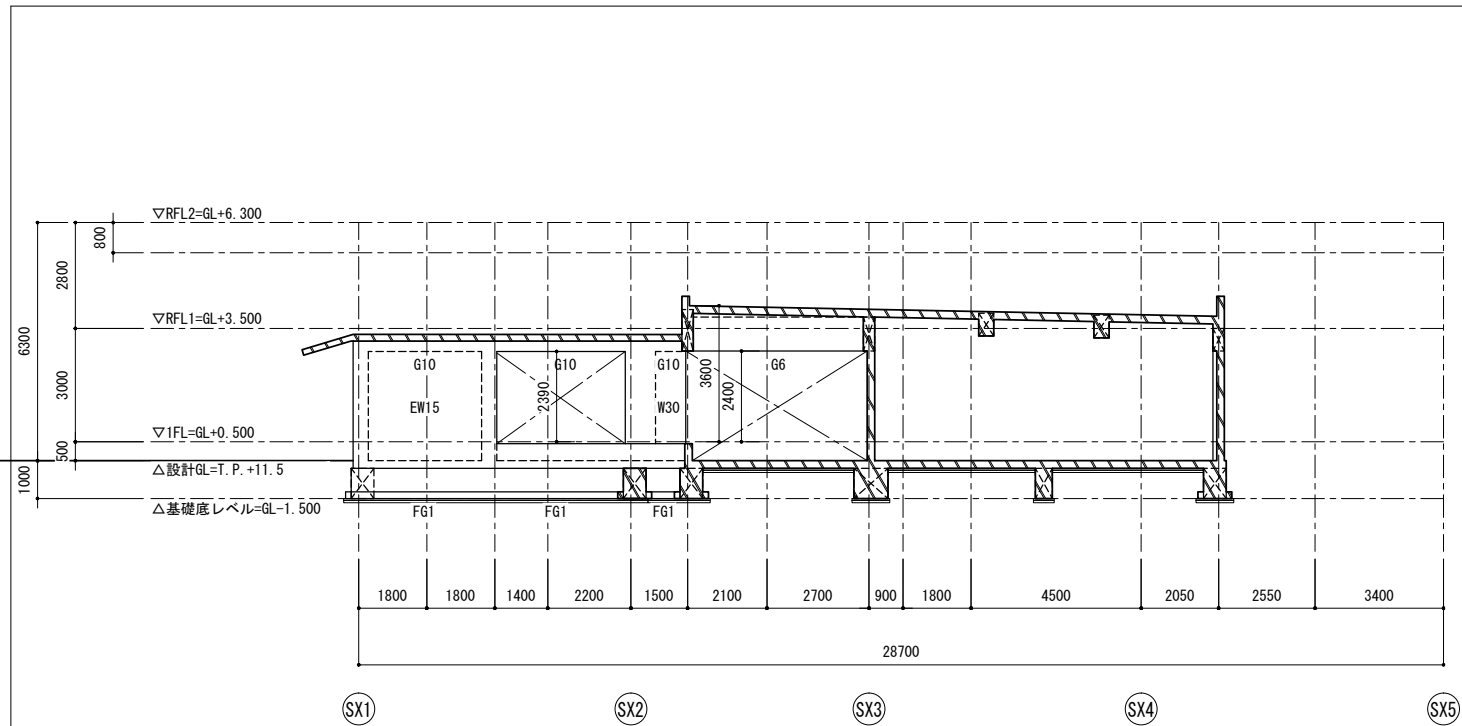 ▽RFL2=GL+6.300
800
2800
▽RFL1=GL+3.500
6300
3000
G10
G10
G10
G6
3600
2400
2390
EW15
W30
▽1FL=GL+0.500
500
△設計GL=T.P.+11.5
1000
△基礎底レベル=GL-1.500
FG1
FG1
FG1
1800
1800
1400
2200
1500
2100
2700
900
1800
4500
2050
2550
3400
28700
SX1
SX2
SX3
SX4
SX5